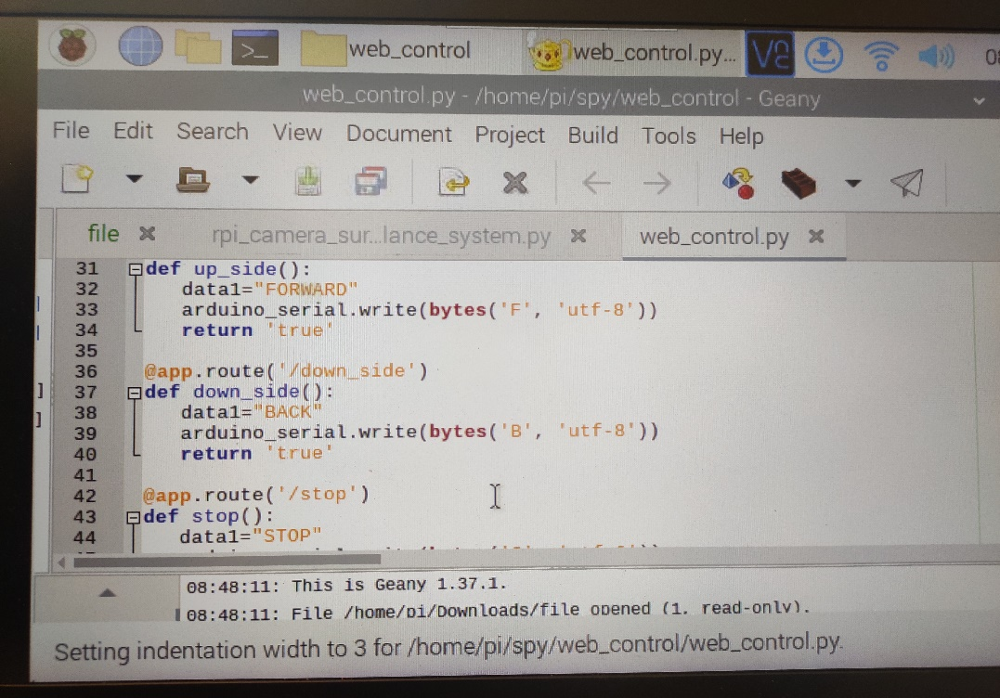 >_
web_control
web_control.py...
VNC
web_control.py - /home/pi/spy/web_control - Geany
File Edit Search View Document Project Build Tools Help
file
rpi_camera_sur...lance_system.py
web_control.py
31 def up_side():
32 data1="FORWARD"
33 arduino_serial.write(bytes('F', 'utf-8'))
34 return 'true'
35
36 @app.route('/down_side')
37 def down_side():
38 data1="BACK"
39 arduino_serial.write(bytes('B', 'utf-8'))
40 return 'true'
41
42 @app.route('/stop')
43 def stop():
44 data1="STOP"
08:48:11: This is Geany 1.37.1.
08:48:11: File /home/pi/Downloads/file opened (1. read-only).
Setting indentation width to 3 for /home/pi/spy/web_control/web_control.py.